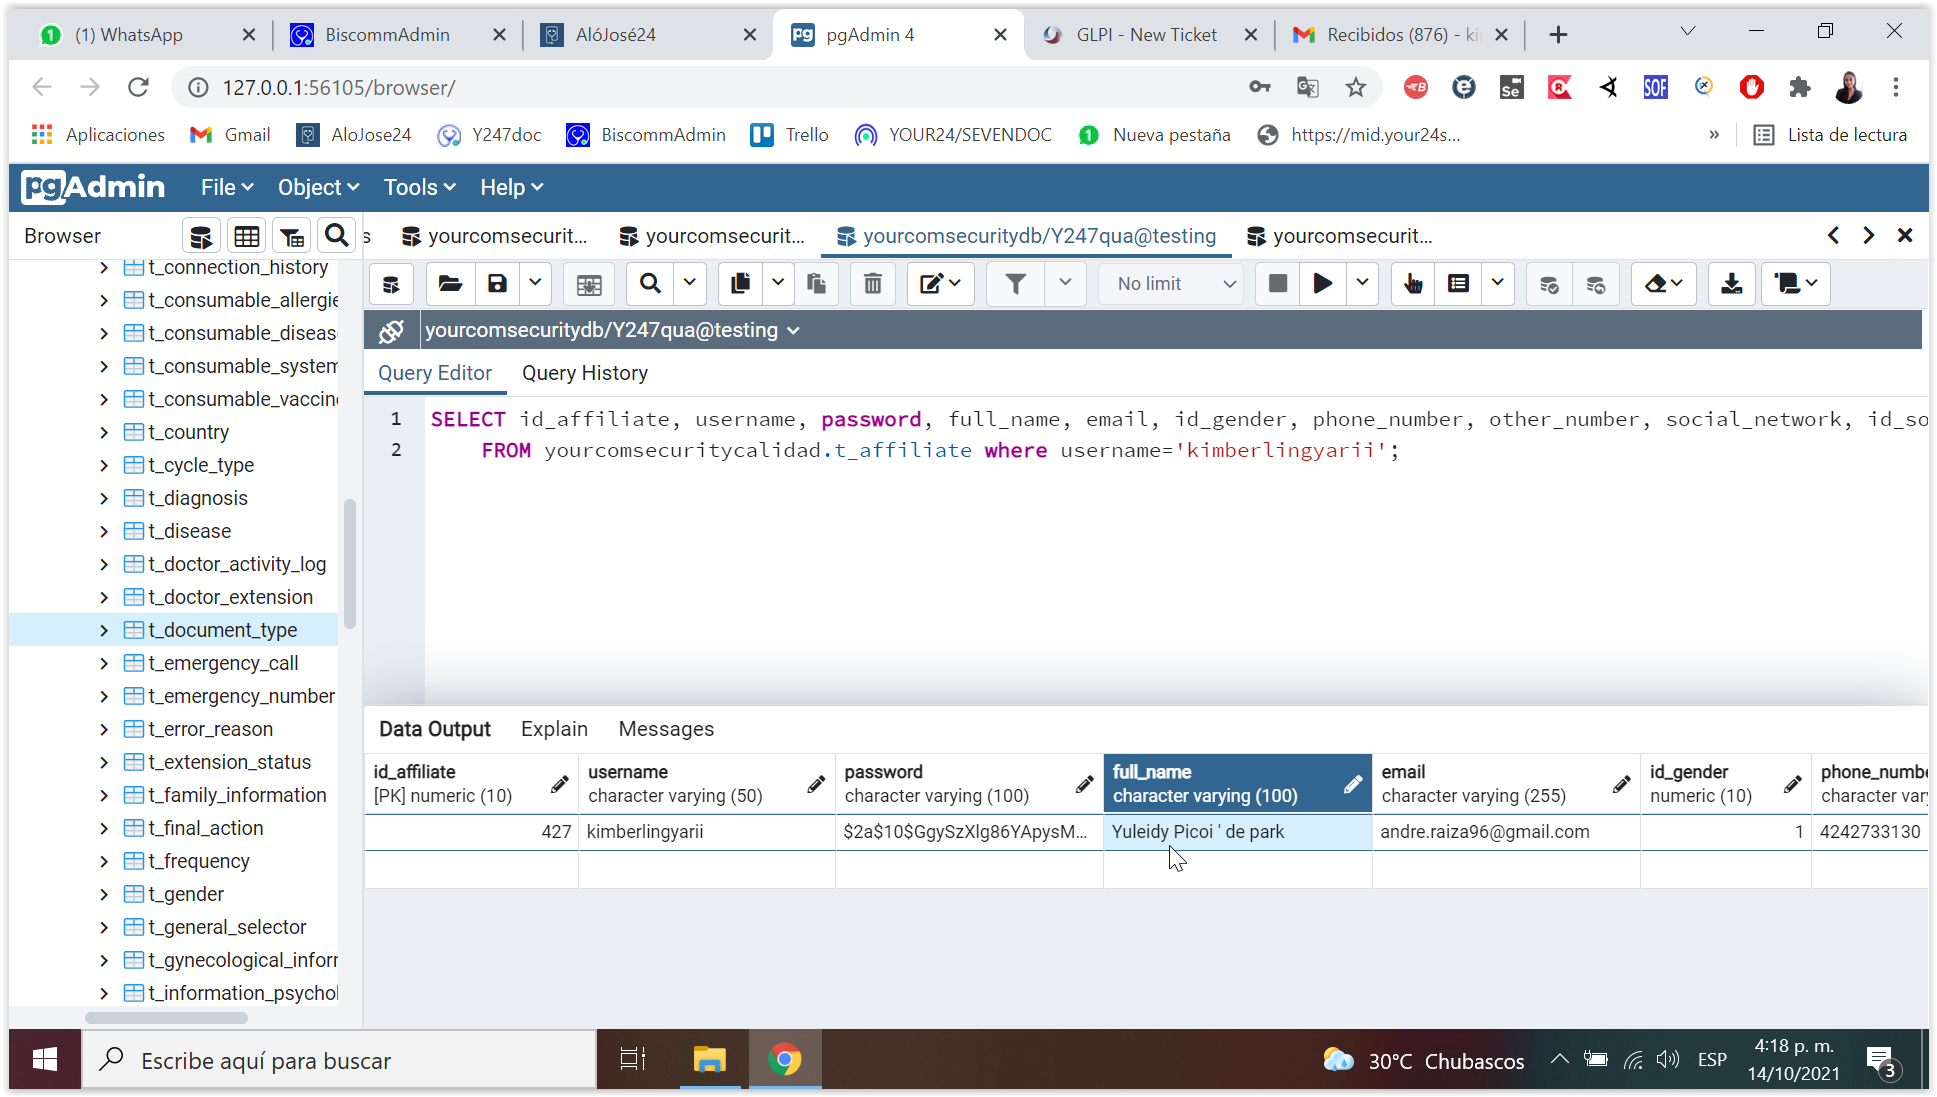 (1) WhatsApp
BiscommAdmin
AlóJosé24
pgAdmin 4
GLPI - New Ticket
Recibidos (876) - ki
127.0.0.1:56105/browser/
Aplicaciones
Gmail
AloJose24
Y247doc
BiscommAdmin
Trello
YOUR24/SEVENDOC
Nueva pestaña
https://mid.your24s...
»
Lista de lectura
pgAdmin
File
Object
Tools
Help
Browser
s
yourcomsecurit...
yourcomsecurit...
yourcomsecuritydb/Y247qua@testing
yourcomsecurit...
No limit
yourcomsecuritydb/Y247qua@testing
Query Editor
Query History
1 SELECT id_affiliate, username, password, full_name, email, id_gender, phone_number, other_number, social_network, id_so
2 FROM yourcomsecuritycalidad.t_affiliate where username='kimberlingyarii';
t_connection_history
t_consumable_allergie
t_consumable_diseas
t_consumable_system
t_consumable_vaccin
t_country
t_cycle_type
t_diagnosis
t_disease
t_doctor_activity_log
t_doctor_extension
t_document_type
t_emergency_call
t_emergency_number
t_error_reason
t_extension_status
t_family_information
t_final_action
t_frequency
t_gender
t_general_selector
t_gynecological_infor
t_information_psychol
Data Output
Explain
Messages
id_affiliate
[PK] numeric (10)
username
character varying (50)
password
character varying (100)
full_name
character varying (100)
email
character varying (255)
id_gender
numeric (10)
phone_numbe
character var
427
kimberlingyarii
$2a$10$GgySzXlg86YApysM...
Yuleidy Picoi ' de park
andre.raiza96@gmail.com
1
4242733130
Escribe aquí para buscar
30°C Chubascos
ESP
4:18 p. m.
14/10/2021
3